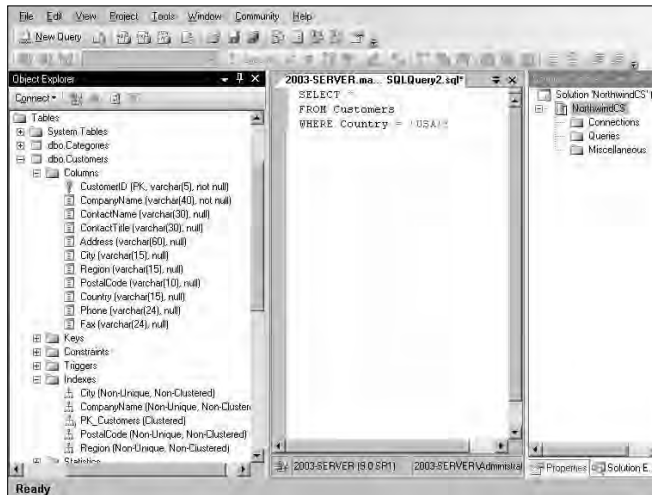 File Edit View Project Tools Window Community Help
New Query
Object Explorer
Connect
Tables
System Tables
dbo.Categories
dbo.Customers
Columns
CustomerID (PK, varchar(5), not null)
CompanyName (varchar(40), not null)
ContactName (varchar(30), null)
ContactTitle (varchar(30), null)
Address (varchar(60), null)
City (varchar(15), null)
Region (varchar(15), null)
PostalCode (varchar(10), null)
Country (varchar(15), null)
Phone (varchar(24), null)
Fax (varchar(24), null)
Keys
Constraints
Triggers
Indexes
City (Non-Unique, Non-Clustered)
CompanyName (Non-Unique, Non-Cluster
PK_Customers (Clustered)
PostalCode (Non-Unique, Non-Clustered)
Region (Non-Unique, Non-Clustered)
Statistics
2003-SERVER.ma... SQLQuery2.sql*
SELECT *
FROM Customers
WHERE Country = 'USA'
2003-SERVER (9.0 SP1) 2003-SERVER\Administra
Solution 'NorthwindCS' (
NorthwindCS
Connections
Queries
Miscellaneous
Properties Solution E...
Ready